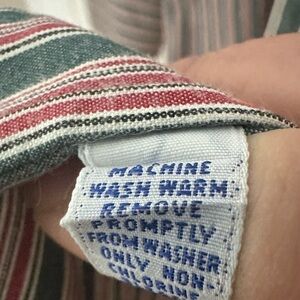 MACHINE
WASH WARM
REMOVE
PROMPTLY
FROM WASHER
ONLY NON
CHLORINE